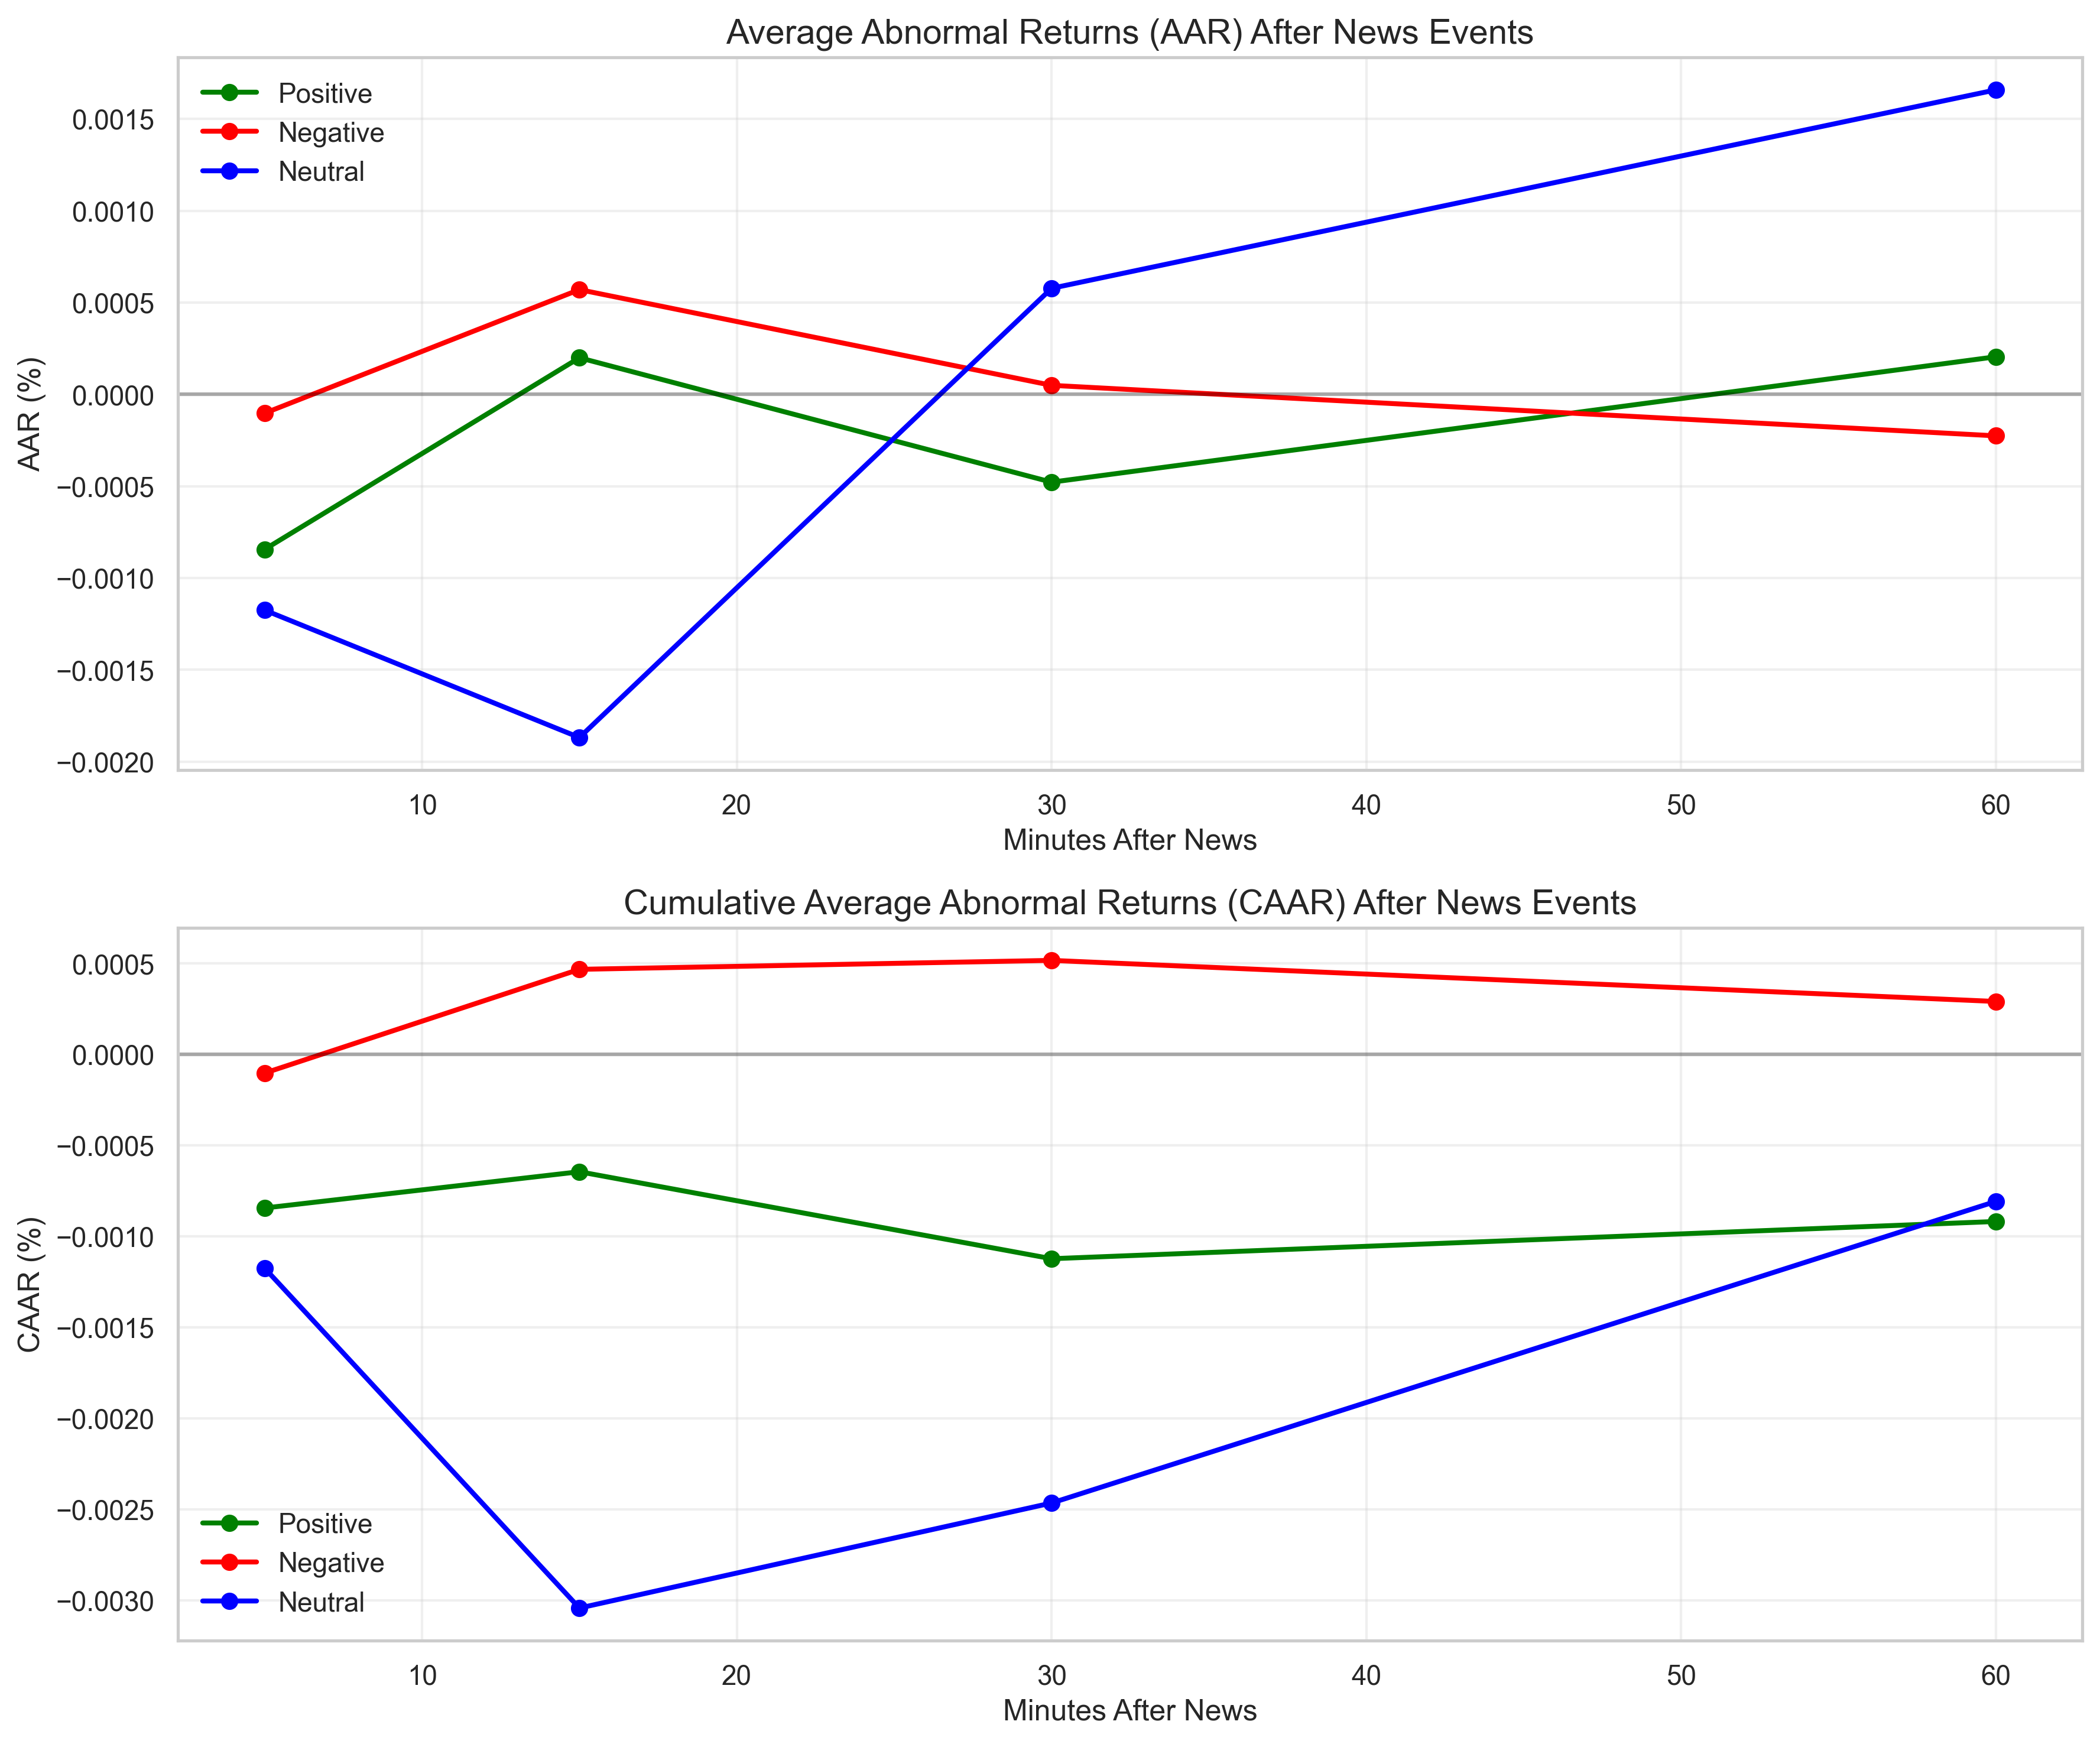 Average Abnormal Returns (AAR) After News Events
Positive
Negative
Neutral
0.0015
0.0010
0.0005
0.0000
−0.0005
−0.0010
−0.0015
−0.0020
AAR (%)
10 20 30 40 50 60
Minutes After News
Cumulative Average Abnormal Returns (CAAR) After News Events
0.0005
0.0000
−0.0005
−0.0010
−0.0015
−0.0020
−0.0025
−0.0030
CAAR (%)
Positive
Negative
Neutral
10 20 30 40 50 60
Minutes After News